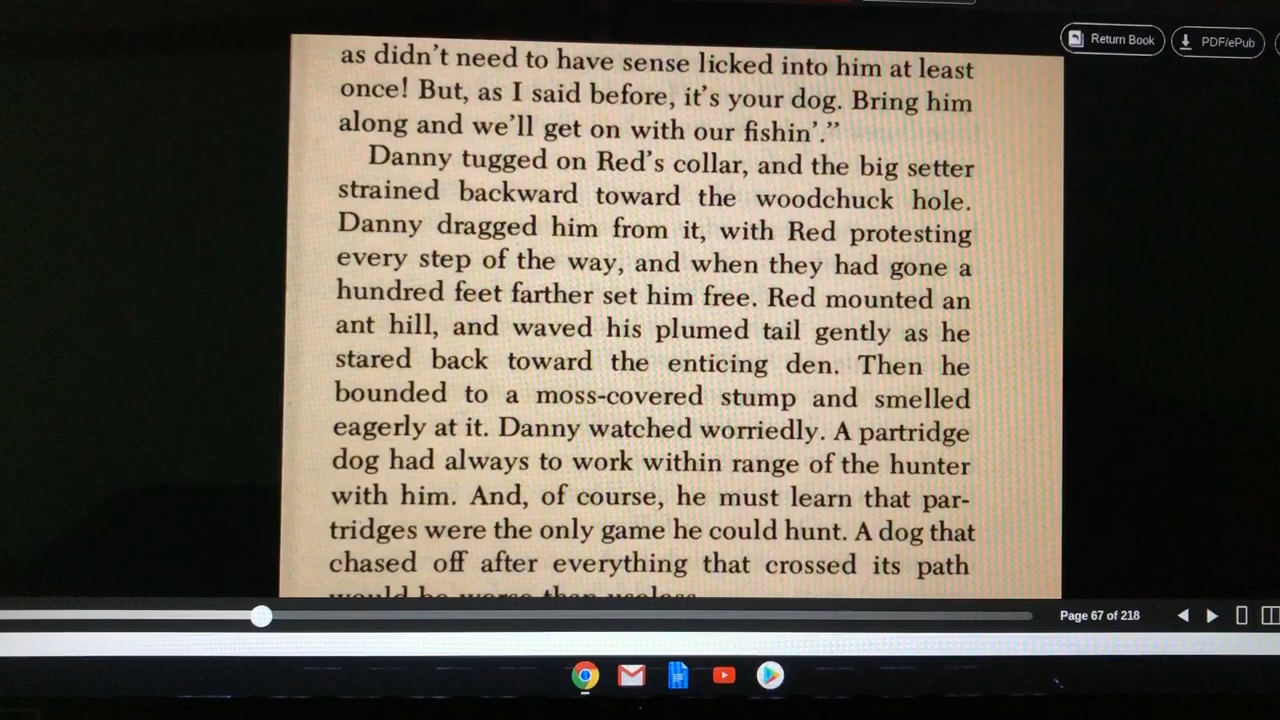 Return Book
PDF/ePub
as didn't need to have sense licked into him at least
once! But, as I said before, it's your dog. Bring him
along and we'll get on with our fishin'.”
Danny tugged on Red's collar, and the big setter
strained backward toward the woodchuck hole.
Danny dragged him from it, with Red protesting
every step of the way, and when they had gone a
hundred feet farther set him free. Red mounted an
ant hill, and waved his plumed tail gently as he
stared back toward the enticing den. Then he
bounded to a moss-covered stump and smelled
eagerly at it. Danny watched worriedly. A partridge
dog had always to work within range of the hunter
with him. And, of course, he must learn that par-
tridges were the only game he could hunt. A dog that
chased off after everything that crossed its path
would be worse than useless.
Page 67 of 218